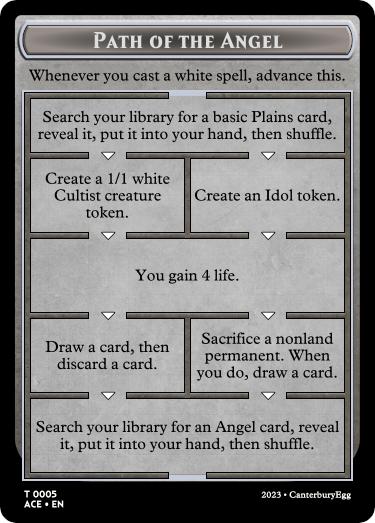 PATH OF THE ANGEL
Whenever you cast a white spell, advance this.
Search your library for a basic Plains card,
reveal it, put it into your hand, then shuffle.
Create a 1/1 white
Cultist creature
token.
Create an Idol token.
You gain 4 life.
Draw a card, then
discard a card.
Sacrifice a nonland
permanent. When
you do, draw a card.
Search your library for an Angel card, reveal
it, put it into your hand, then shuffle.
T 0005
ACE • EN
2023 • CanterburyEgg